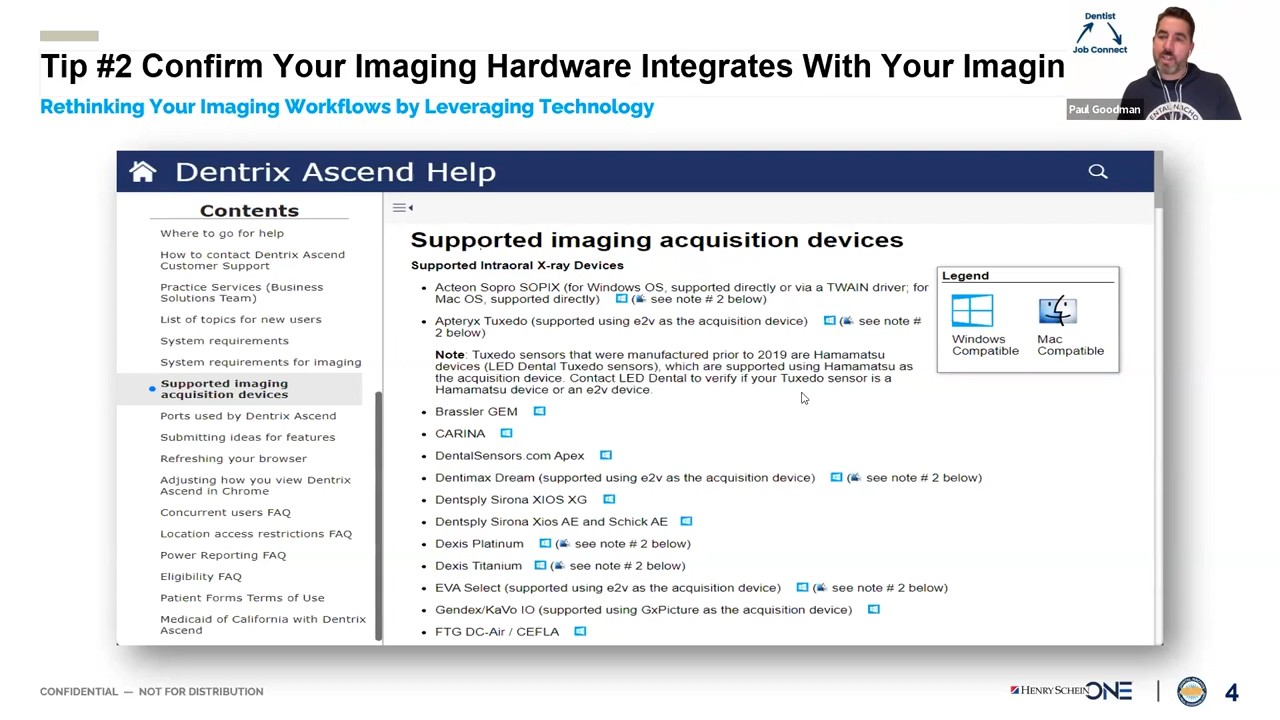 Dentist
Job Connect
Tip #2 Confirm Your Imaging Hardware Integrates With Your Imagin
Rethinking Your Imaging Workflows by Leveraging Technology
Paul Goodman
Dentrix Ascend Help
Contents
Where to go for help
How to contact Dentrix Ascend
Customer Support
Practice Services (Business
Solutions Team)
List of topics for new users
System requirements
System requirements for imaging
Supported imaging
acquisition devices
Ports used by Dentrix Ascend
Submitting ideas for features
Refreshing your browser
Adjusting how you view Dentrix
Ascend in Chrome
Concurrent users FAQ
Location access restrictions FAQ
Power Reporting FAQ
Eligibility FAQ
Patient Forms Terms of Use
Medicaid of California with Dentrix
Ascend
Supported imaging acquisition devices
Supported Intraoral X-ray Devices
• Acteon Sopro SOPIX (for Windows OS, supported directly or via a TWAIN driver; for
Mac OS, supported directly) ( see note # 2 below)
• Apteryx Tuxedo (supported using e2v as the acquisition device) ( see note #
2 below)
Note: Tuxedo sensors that were manufactured prior to 2019 are Hamamatsu
devices (LED Dental Tuxedo sensors), which are supported using Hamamatsu as
the acquisition device. Contact LED Dental to verify if your Tuxedo sensor is a
Hamamatsu device or an e2v device.
• Brassler GEM
• CARINA
• DentalSensors.com Apex
• Dentimax Dream (supported using e2v as the acquisition device) ( see note # 2 below)
• Dentsply Sirona XIOS XG
• Dentsply Sirona Xios AE and Schick AE
• Dexis Platinum ( see note # 2 below)
• Dexis Titanium ( see note # 2 below)
• EVA Select (supported using e2v as the acquisition device) ( see note # 2 below)
• Gendex/KaVo IO (supported using GxPicture as the acquisition device)
• FTG DC-Air / CEFLA
Legend
Windows
Compatible
Mac
Compatible
CONFIDENTIAL — NOT FOR DISTRIBUTION
HENRY SCHEIN ONE
4